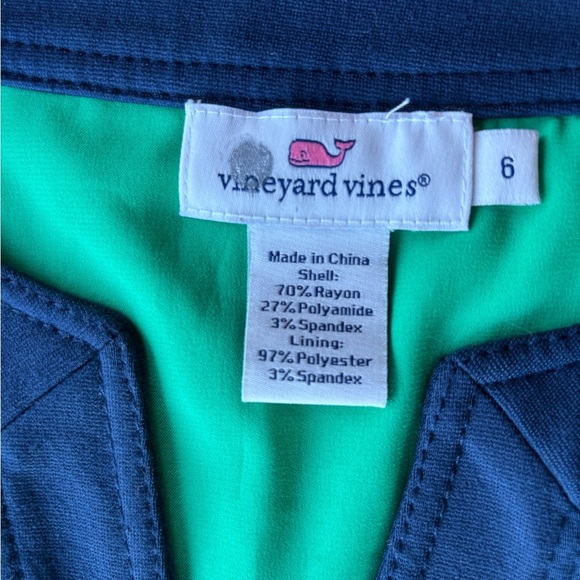 vineyard vines®
6
Made in China
Shell:
70% Rayon
27% Polyamide
3% Spandex
Lining:
97% Polyester
3% Spandex